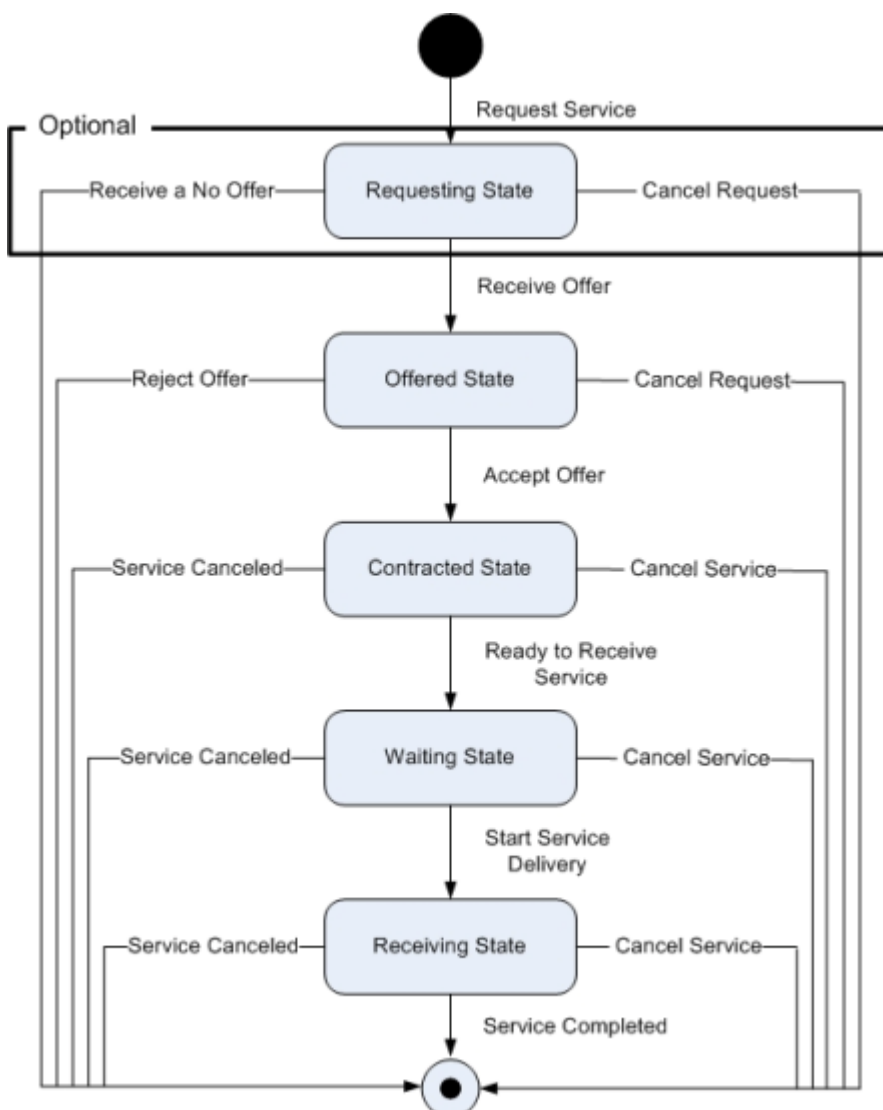 Request Service
Optional
Receive a No Offer
Requesting State
Cancel Request
Receive Offer
Reject Offer
Offered State
Cancel Request
Accept Offer
Service Canceled
Contracted State
Cancel Service
Ready to Receive
Service
Service Canceled
Waiting State
Cancel Service
Start Service
Delivery
Service Canceled
Receiving State
Cancel Service
Service Completed